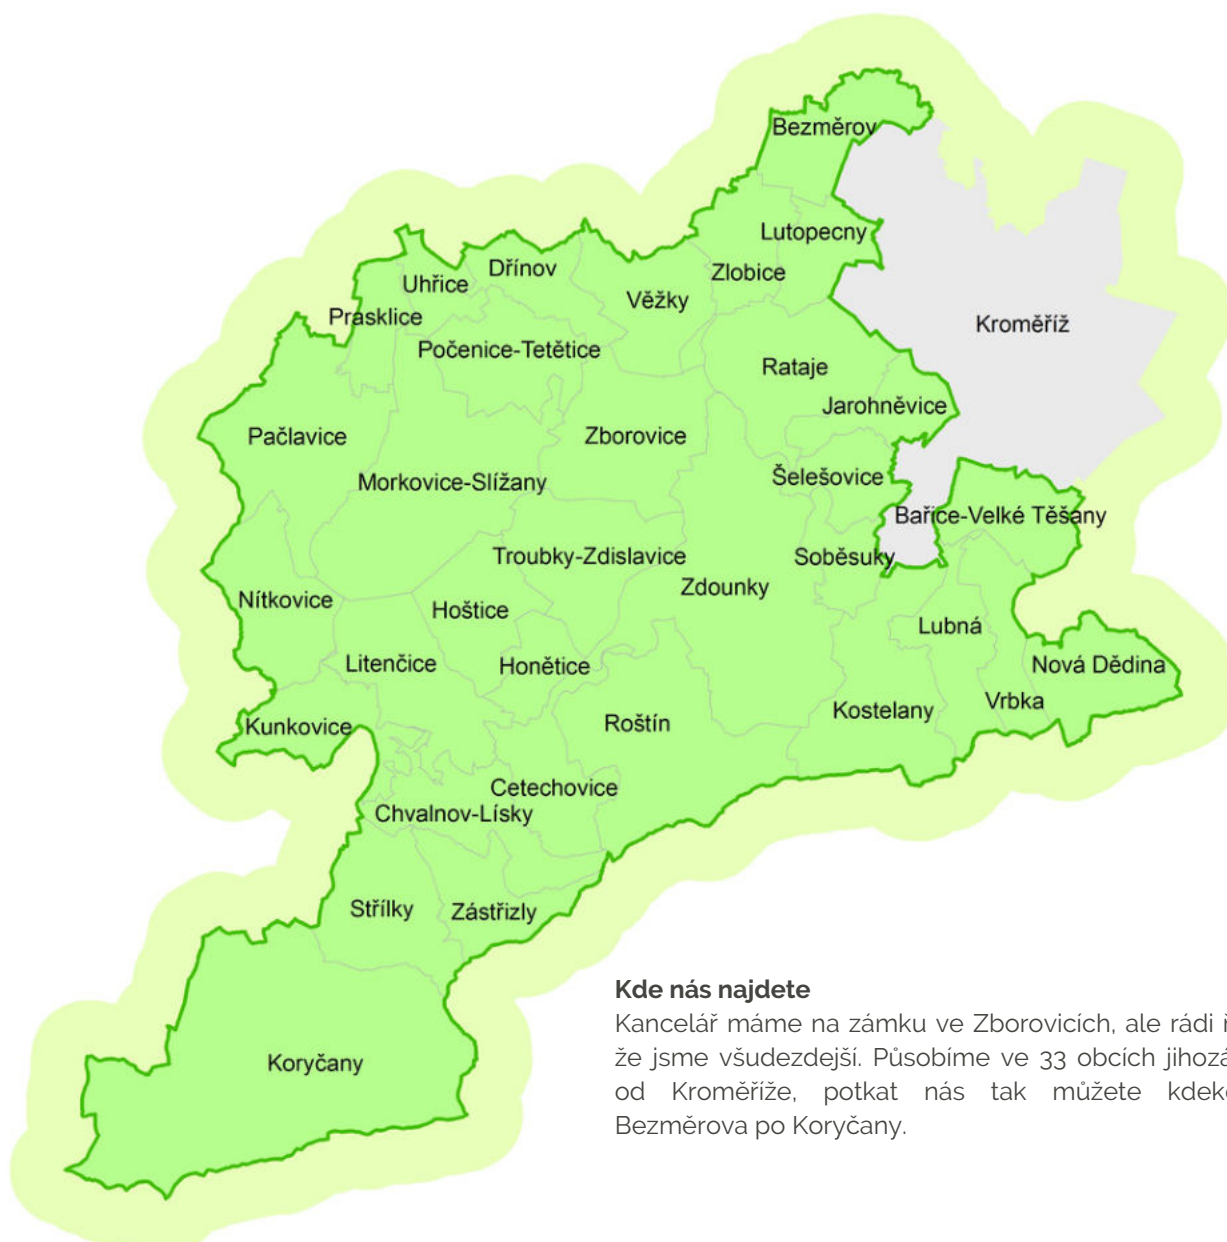 Bezměrov
Lutopecny
Zlobice
Dřínov
Uhřice
Věžky
Prasklice
Kroměříž
Počenice-Tetětice
Rataje
Jarohněvice
Pačlavice
Zborovice
Morkovice-Slížany
Šelešovice
Bařice-Velké Těšany
Troubky-Zdislavice
Soběsuky
Zdounky
Nítkovice
Hoštice
Lubná
Litenčice
Honětice
Nová Dědina
Vrbka
Kostelany
Roštín
Kunkovice
Cetechovice
Chvalnov-Lísky
Střílky
Zástřizly
Koryčany
Kde nás najdete
Kancelář máme na zámku ve Zborovicích, ale rádi
že jsme všudezdejší. Působíme ve 33 obcích
od Kroměříže, potkat nás tak můžete
Bezměrova po Koryčany.